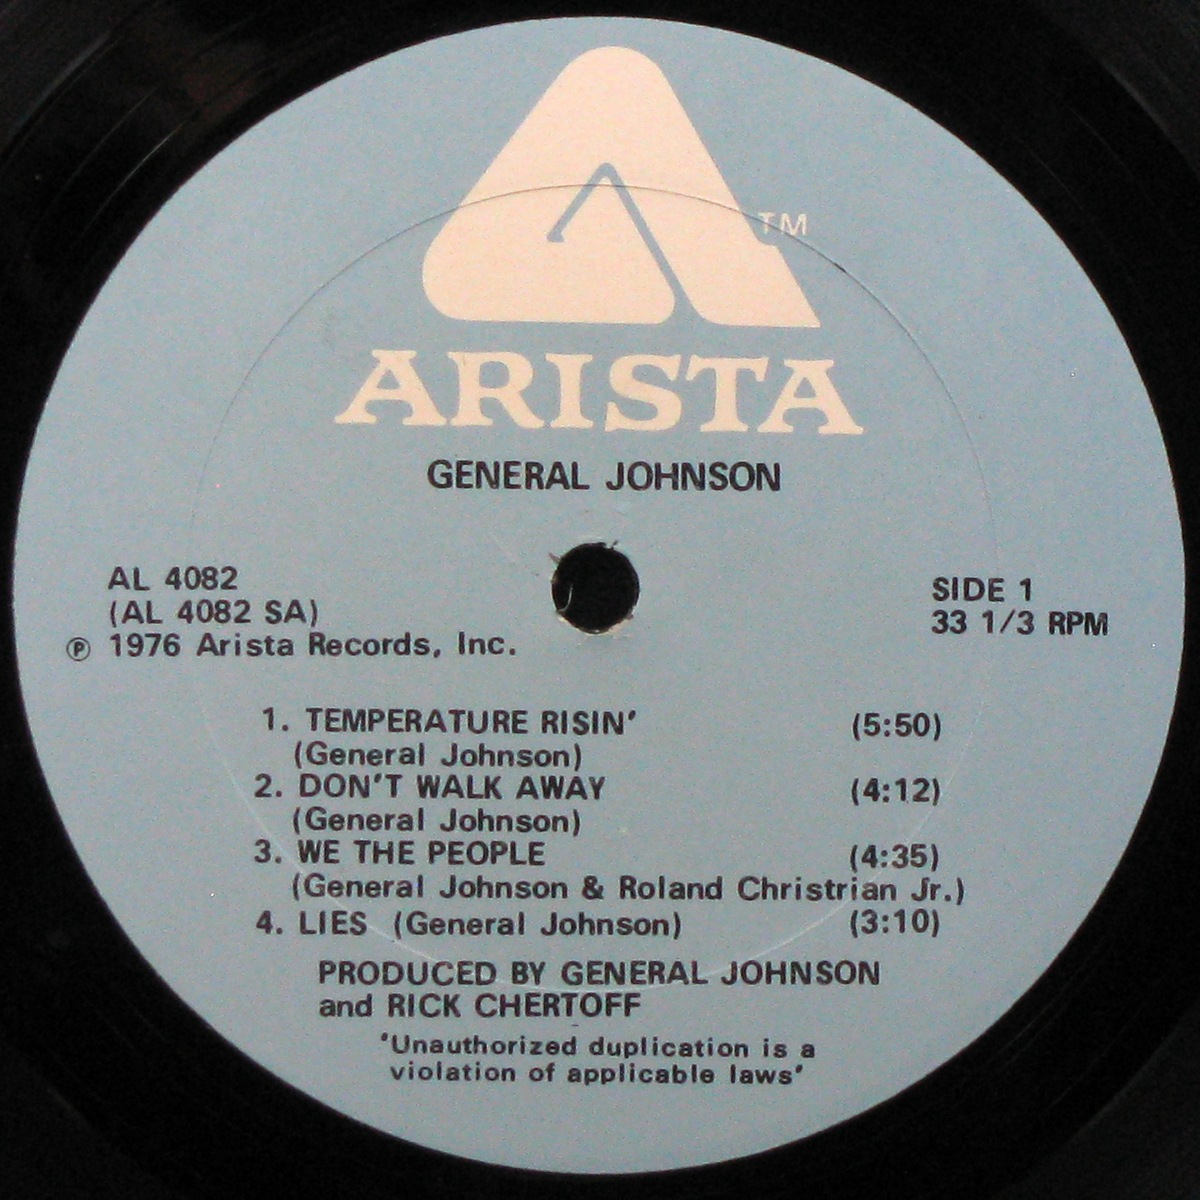 TM
ARISTA
GENERAL JOHNSON
AL 4082
(AL 4082 SA)
℗ 1976 Arista Records, Inc.
SIDE 1
33 1/3 RPM
1. TEMPERATURE RISIN' (5:50)
(General Johnson)
2. DON'T WALK AWAY (4:12)
(General Johnson)
3. WE THE PEOPLE (4:35)
(General Johnson & Roland Christrian Jr.)
4. LIES (General Johnson) (3:10)
PRODUCED BY GENERAL JOHNSON
and RICK CHERTOFF
'Unauthorized duplication is a
violation of applicable laws'